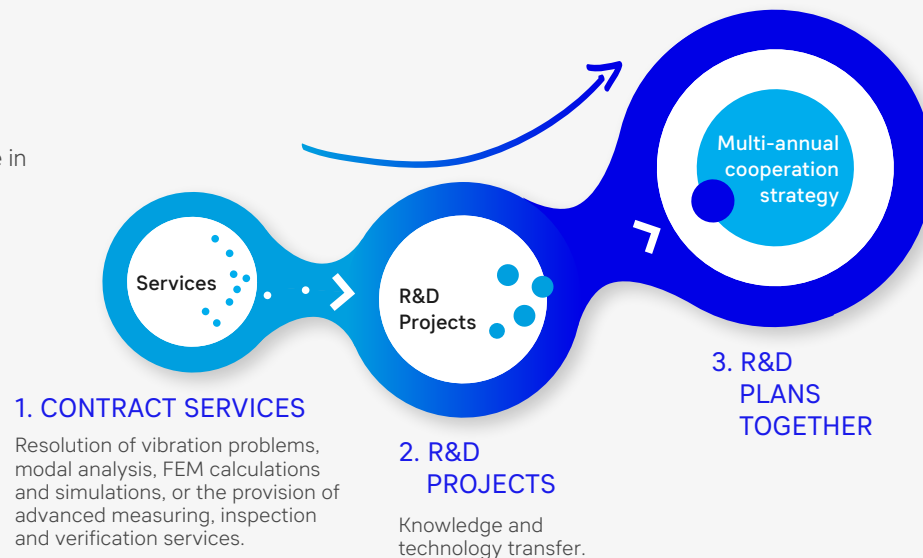 e in
Services
R&D
Projects
Multi-annual
cooperation
strategy
1. CONTRACT SERVICES
Resolution of vibration problems,
modal analysis, FEM calculations
and simulations, or the provision of
advanced measuring, inspection
and verification services.
2. R&D
PROJECTS
Knowledge and
technology transfer.
3. R&D
PLANS
TOGETHER